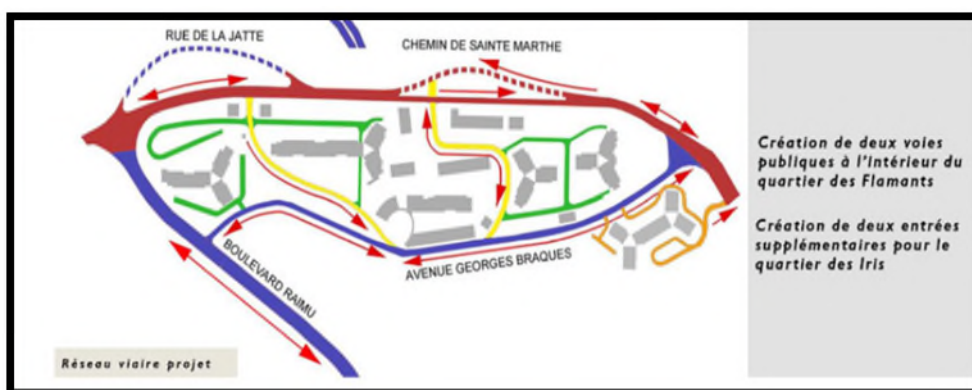 RUE DE LA JATTE
CHEMIN DE SAINTE MARTHE
BOULEVARD RAIMU
AVENUE GEORGES BRAQUES
Réseau viaire projet
Création de deux voies
publiques à l'intérieur du
quartier des Flamants
Création de deux entrées
supplémentaires pour le
quartier des Iris